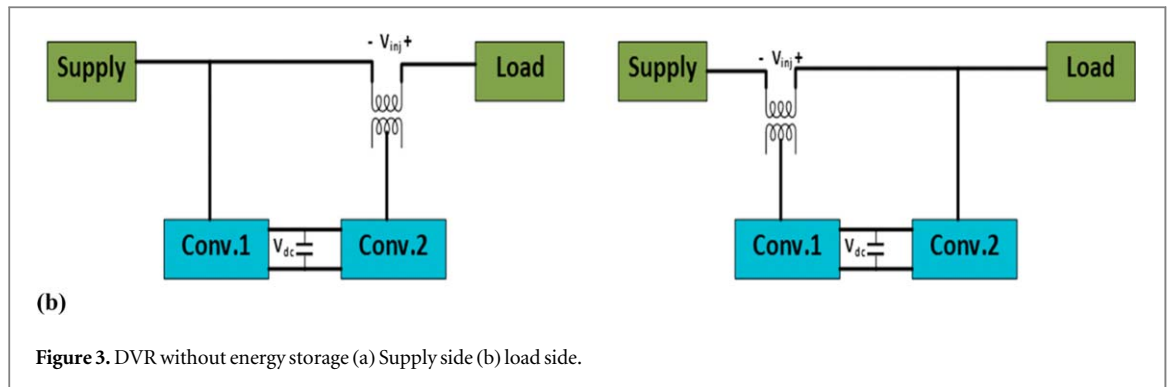 Supply
- Vinj +
Load
Conv.1
Vdc
Conv.2
Supply
- Vinj +
Load
Conv.1
Vdc
Conv.2
(b)
Figure 3. DVR without energy storage (a) Supply side (b) load side.